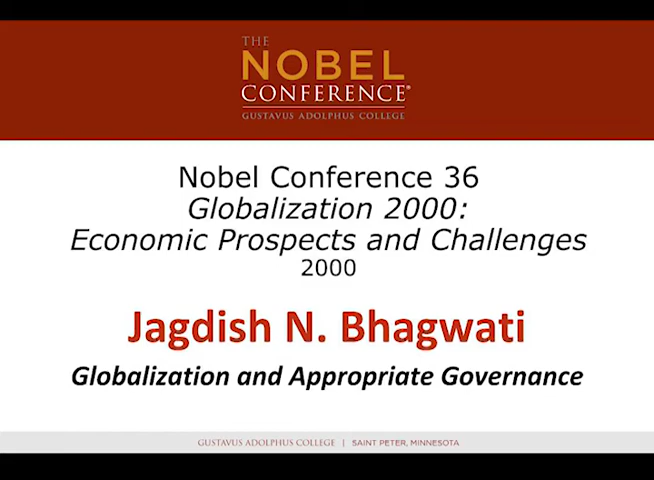 THE
NOBEL
CONFERENCE®
GUSTAVUS ADOLPHUS COLLEGE
Nobel Conference 36
Globalization 2000:
Economic Prospects and Challenges
2000
Jagdish N. Bhagwati
Globalization and Appropriate Governance
GUSTAVUS ADOLPHUS COLLEGE | SAINT PETER, MINNESOTA